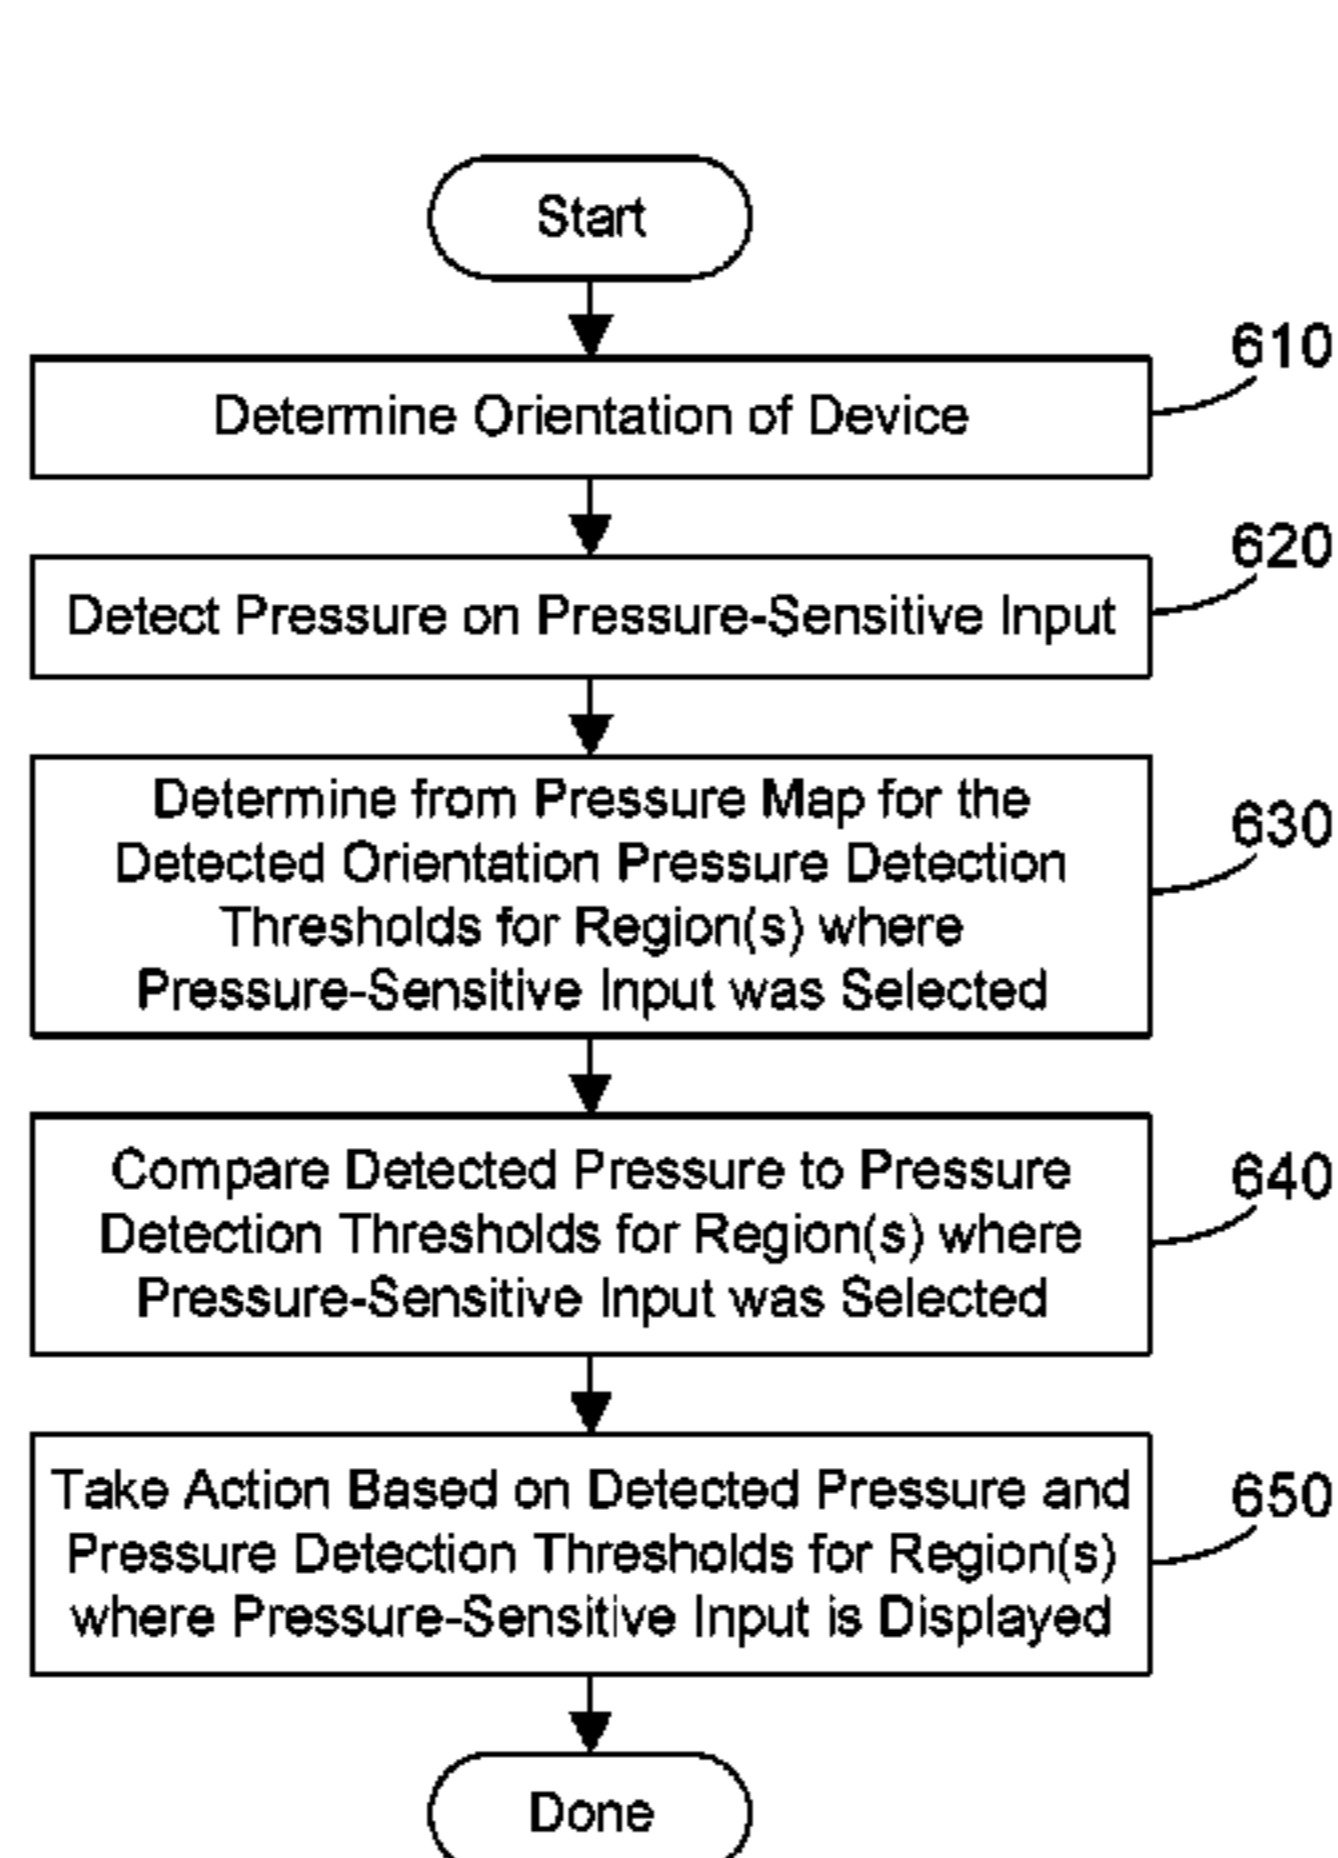 Start
610
Determine Orientation of Device
620
Detect Pressure on Pressure-Sensitive Input
630
Determine from Pressure Map for the
Detected Orientation Pressure Detection
Thresholds for Region(s) where
Pressure-Sensitive Input was Selected
640
Compare Detected Pressure to Pressure
Detection Thresholds for Region(s) where
Pressure-Sensitive Input was Selected
650
Take Action Based on Detected Pressure and
Pressure Detection Thresholds for Region(s)
where Pressure-Sensitive Input is Displayed
Done